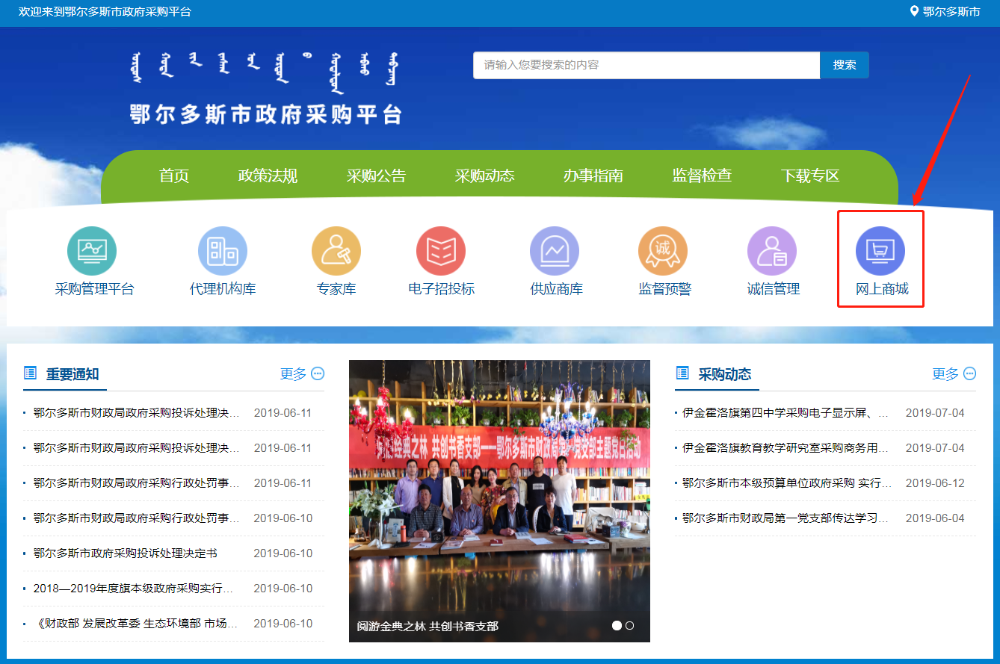 欢迎来到鄂尔多斯市政府采购平台
鄂尔多斯市
请输入您要搜索的内容
搜索
鄂尔多斯市政府采购平台
首页
政策法规
采购公告
采购动态
办事指南
监督检查
下载专区
诚
采购管理平台
代理机构库
专家库
电子招投标
供应商库
监督预警
诚信管理
网上商城
重要通知
更多
鄂尔多斯市财政局政府采购投诉处理决... 2019-06-11
鄂尔多斯市财政局政府采购投诉处理决... 2019-06-11
鄂尔多斯市财政局政府采购行政处罚事... 2019-06-11
鄂尔多斯市财政局政府采购行政处罚事... 2019-06-10
鄂尔多斯市政府采购投诉处理决定书 2019-06-10
2018—2019年度旗本级政府采购实行... 2019-06-10
《财政部 发展改革委 生态环境部 市场... 2019-06-10
金典之林 共创书香支部——鄂尔多斯市财政局第一党支部主题党日活动
阅游金典之林 共创书香支部
采购动态
更多
伊金霍洛旗第四中学采购电子显示屏、... 2019-07-04
伊金霍洛旗教育教学研究室采购商务用... 2019-07-04
鄂尔多斯市本级预算单位政府采购 实行... 2019-06-12
鄂尔多斯市财政局第一党支部传达学习... 2019-06-04